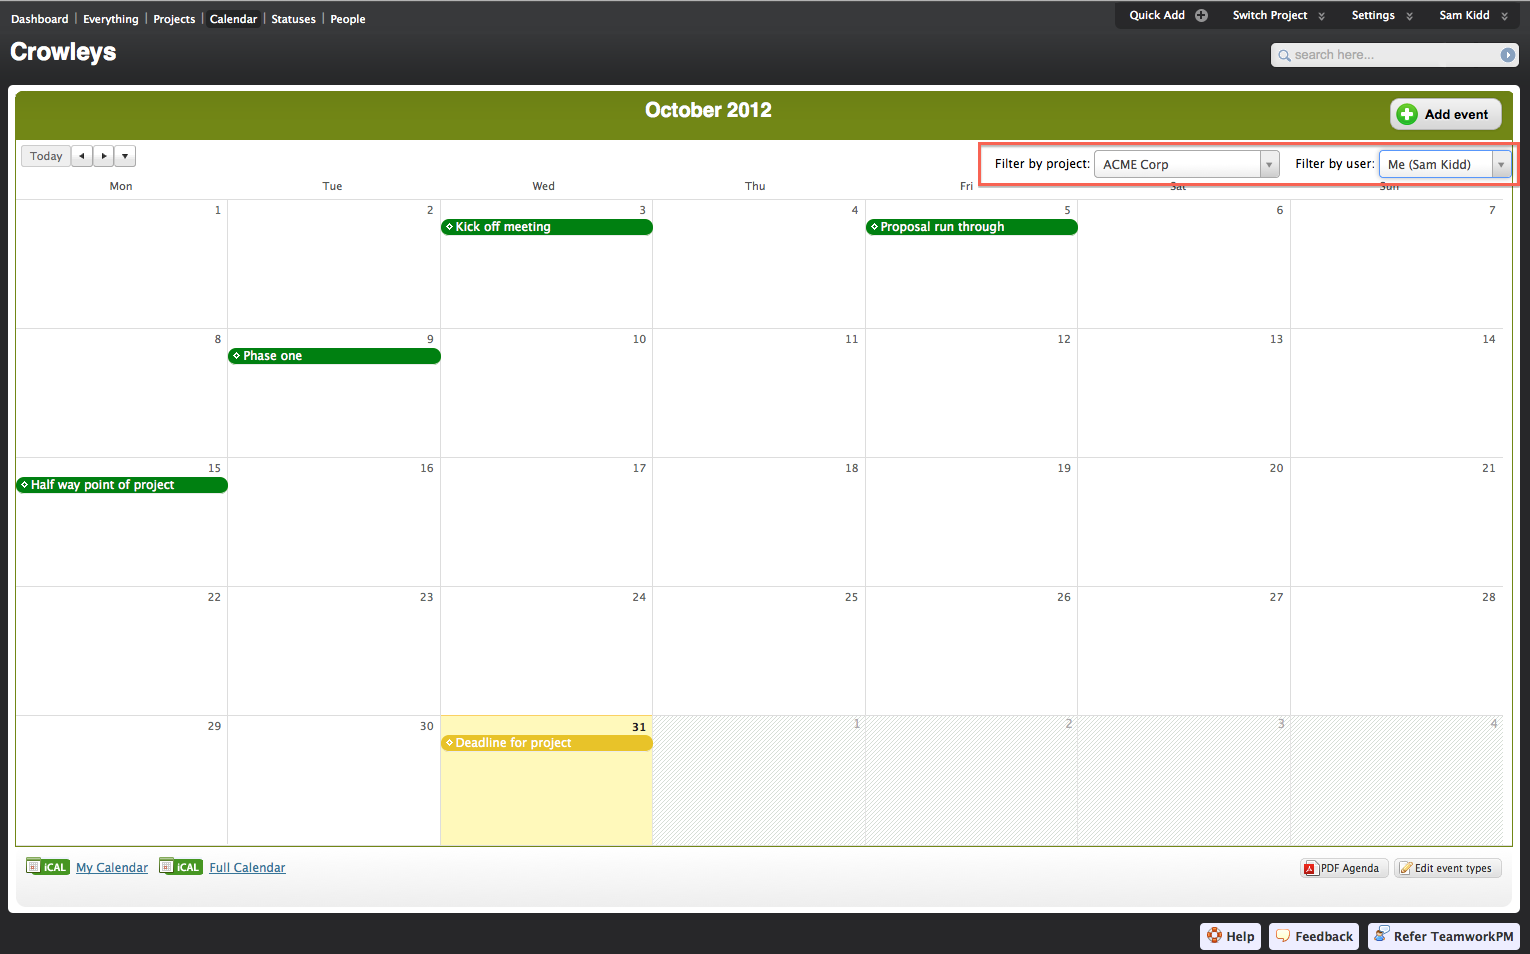 Dashboard | Everything | Projects | Calendar | Statuses | People
Quick Add Switch Project Settings Sam Kidd
Crowleys
search here...
October 2012
Add event
Today
Filter by project: ACME Corp Filter by user: Me (Sam Kidd)
Mon Tue Wed Thu Fri Sat Sun
1 2 3 4 5 6 7
Kick off meeting Proposal run through
8 9 10 11 12 13 14
Phase one
15 16 17 18 19 20 21
Half way point of project
22 23 24 25 26 27 28
29 30 31 1 2 3 4
Deadline for project
iCAL My Calendar iCAL Full Calendar
PDF Agenda Edit event types
Help Feedback Refer TeamworkPM